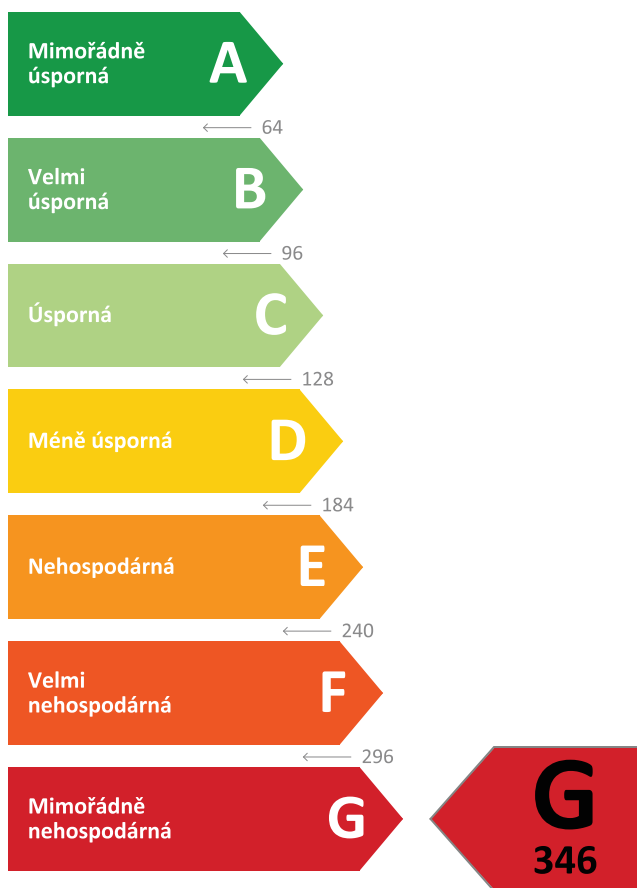 Mimořádně
úsporná
A
64
Velmi
úsporná
B
96
Úsporná
C
128
Méně úsporná
D
184
Nehospodárná
E
240
Velmi
nehospodárná
F
296
Mimořádně
nehospodárná
G
G
346